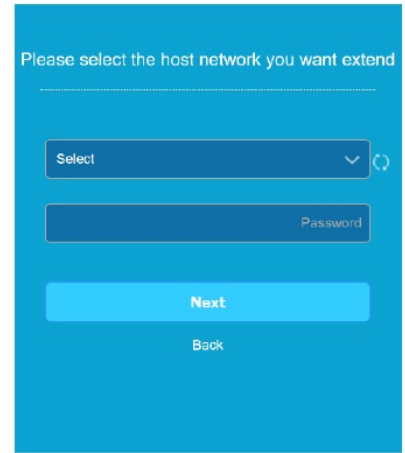 Please select the host network you want extend
Select
Password
Next
Back